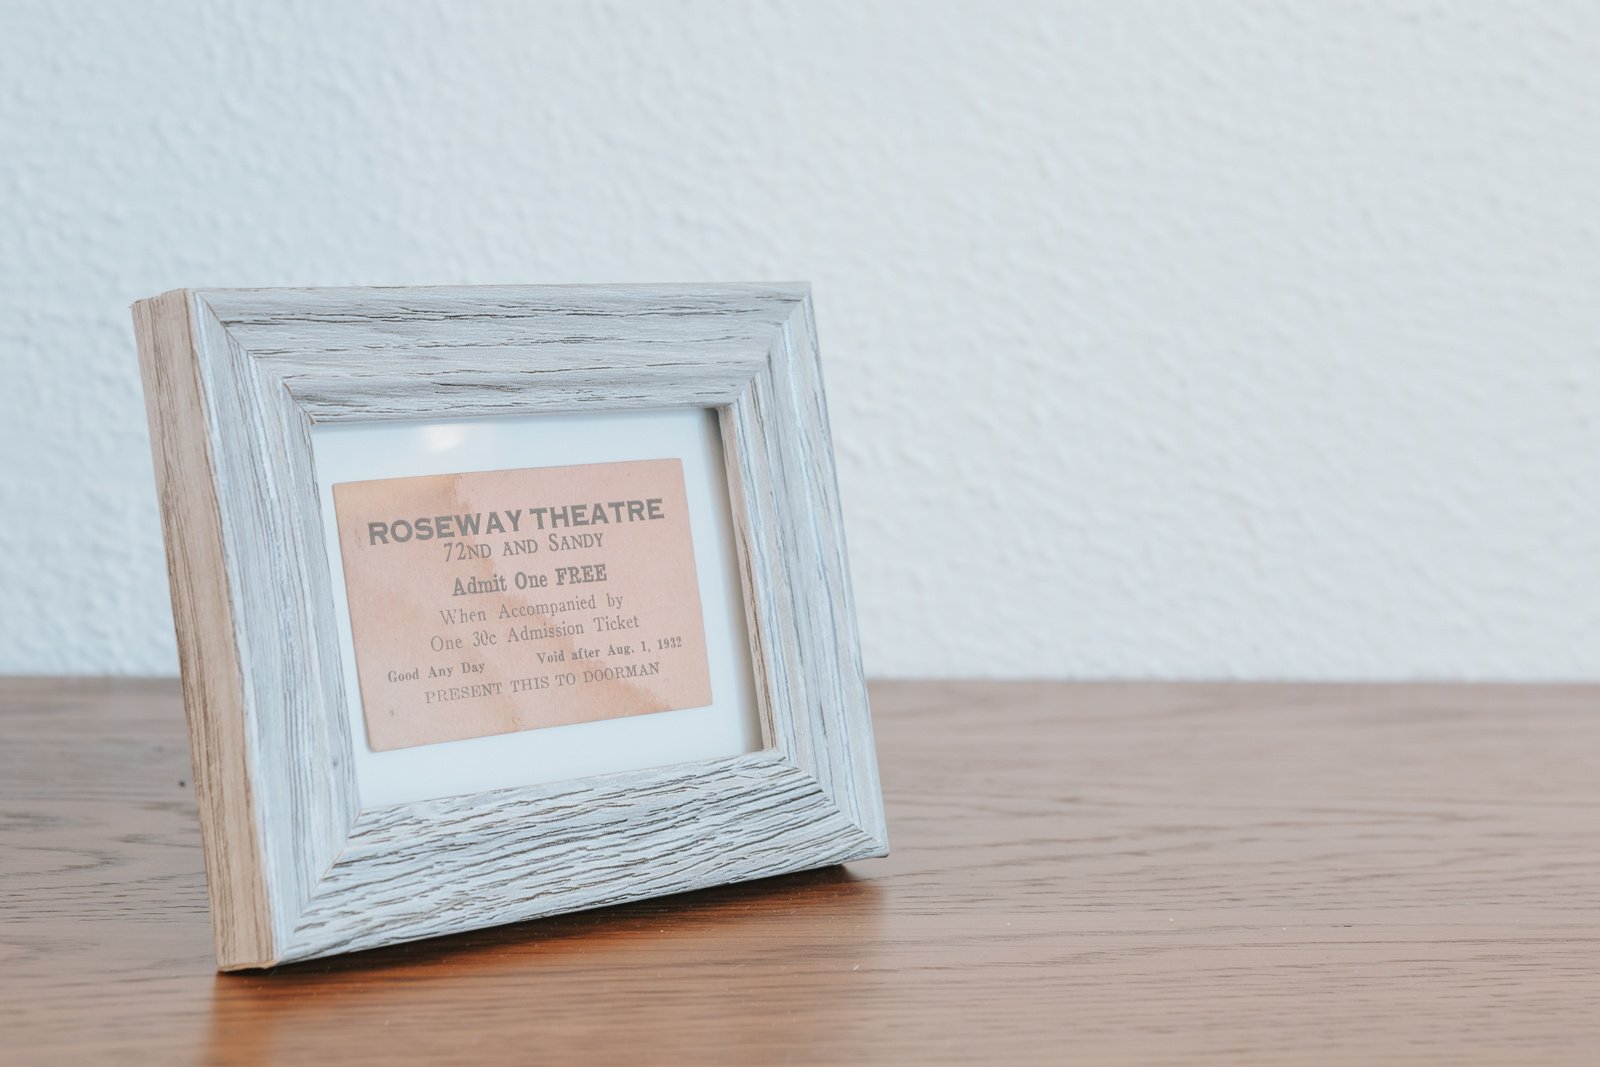 ROSEWAY THEATRE
72ND AND SANDY
Admit One FREE
When Accompanied by
One 30c Admission Ticket
Good Any Day Void after Aug. 1, 1932
PRESENT THIS TO DOORMAN